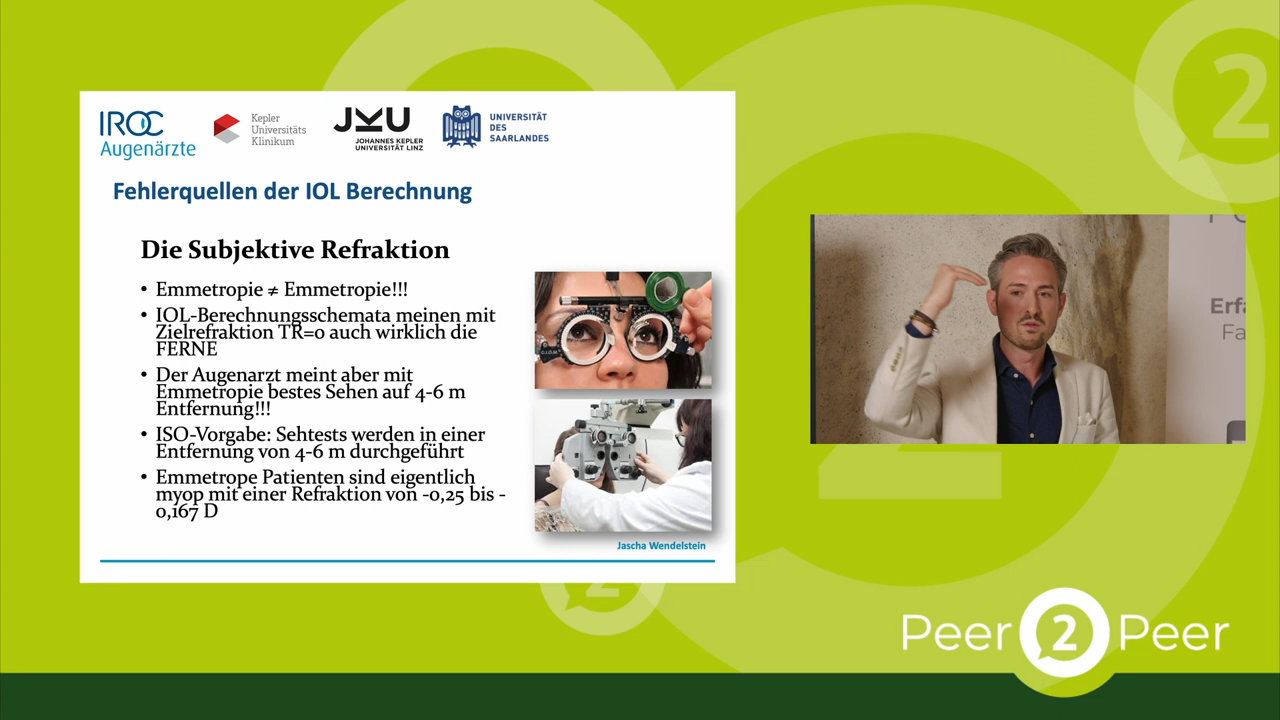 IROC
Augenärzte
Kepler
Universitäts
Klinikum
JKU
JOHANNES KEPLER
UNIVERSITÄT LINZ
UNIVERSITÄT
DES
SAARLANDES
Fehlerquellen der IOL Berechnung
Die Subjektive Refraktion
• Emmetropie ≠ Emmetropie!!!
• IOL-Berechnungsschemata meinen mit
Zielrefraktion TR=0 auch wirklich die
FERNE
• Der Augenarzt meint aber mit
Emmetropie bestes Sehen auf 4-6 m
Entfernung!!!
• ISO-Vorgabe: Sehtests werden in einer
Entfernung von 4-6 m durchgeführt
• Emmetrope Patienten sind eigentlich
myop mit einer Refraktion von -0,25 bis -
0,167 D
Jascha Wendelstein
2
2
Peer 2 Peer